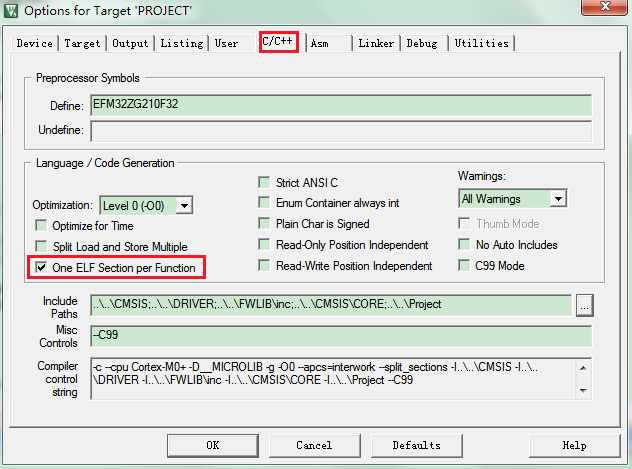 Options for Target 'PROJECT'
Device Target Output Listing User C/C++ Asm Linker Debug Utilities
Preprocessor Symbols
Define: EFM32ZG210F32
Undefine:
Language / Code Generation
Optimization: Level 0 (-O0)
Optimize for Time
Split Load and Store Multiple
One ELF Section per Function
Strict ANSI C
Enum Container always int
Plain Char is Signed
Read-Only Position Independent
Read-Write Position Independent
Warnings:
All Warnings
Thumb Mode
No Auto Includes
C99 Mode
Include
Paths
..\..\CMSIS;..\..\DRIVER;..\..\FWLIB\inc;..\..\CMSIS\CORE;..\..\Project
...
Misc
Controls
--C99
Compiler
control
string
-c --cpu Cortex-M0+ -D__MICROLIB -g -O0 --apcs=interwork --split_sections -I..\..\CMSIS -I..\..
\DRIVER -I..\..\FWLIB\inc -I..\..\CMSIS\CORE -I..\..\Project --C99
OK Cancel Defaults Help